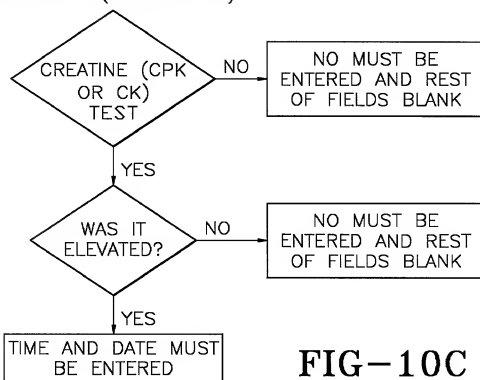 CREATINE (CPK
OR CK)
TEST
NO
NO MUST BE
ENTERED AND REST
OF FIELDS BLANK
YES
WAS IT
ELEVATED?
NO
NO MUST BE
ENTERED AND REST
OF FIELDS BLANK
YES
TIME AND DATE MUST
BE ENTERED
FIG-10C